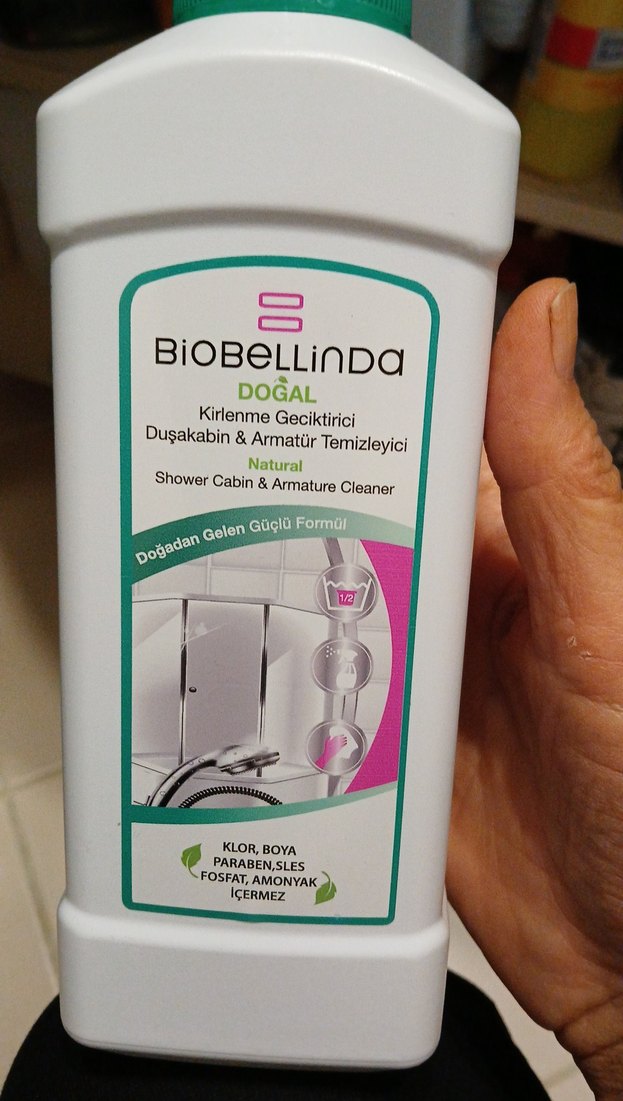 BiOBeLLiNDa
DOĞAL
Kirlenme Geciktirici
Duşakabin & Armatür Temizleyici
Natural
Shower Cabin & Armature Cleaner
Doğadan Gelen Güçlü Formül
1/2
KLOR, BOYA
PARABEN,SLES
FOSFAT, AMONYAK
İÇERMEZ